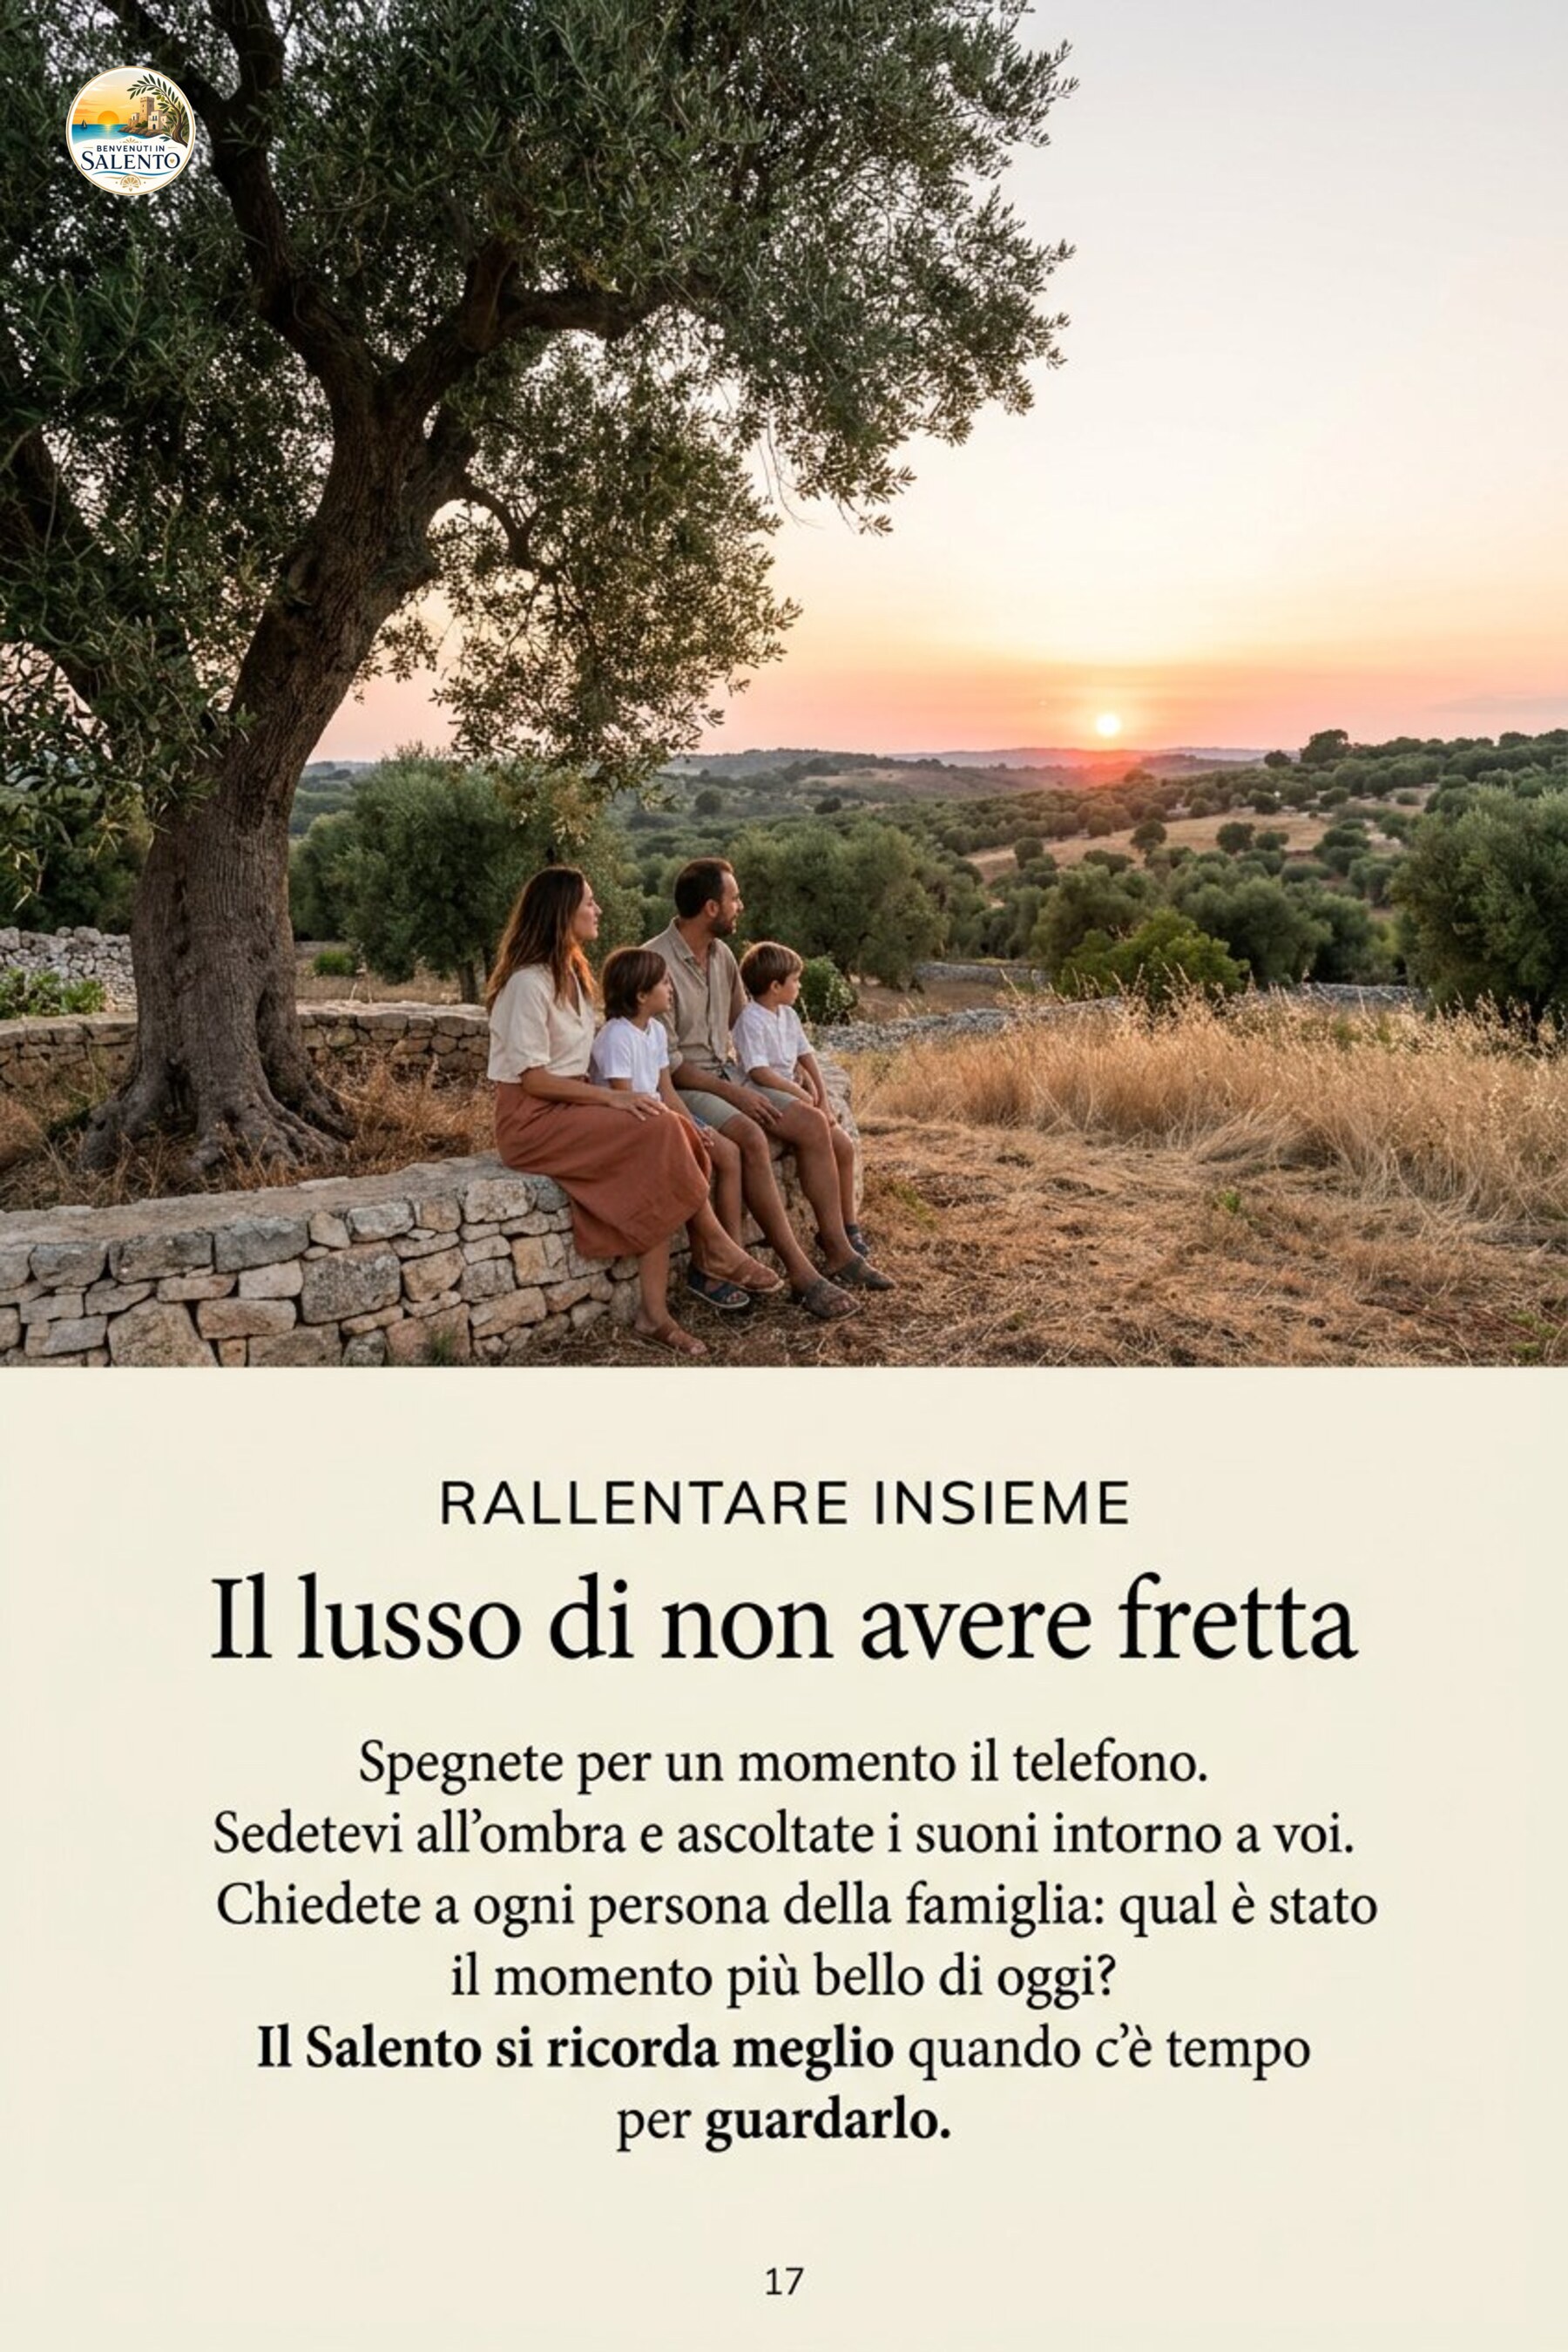 BENVENUTI IN
SALENTO
RALLENTARE INSIEME
Il lusso di non avere fretta
Spegnete per un momento il telefono.
Sedetevi all’ombra e ascoltate i suoni intorno a voi.
Chiedete a ogni persona della famiglia: qual è stato
il momento più bello di oggi?
Il Salento si ricorda meglio quando c’è tempo
per guardarlo.
17